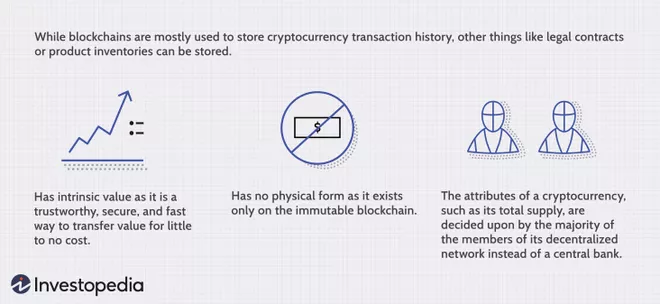 While blockchains are mostly used to store cryptocurrency transaction history, other things like legal contracts
or product inventories can be stored.
$
Has intrinsic value as it is a
trustworthy, secure, and fast
way to transfer value for little
to no cost.
Has no physical form as it exists
only on the immutable blockchain.
The attributes of a cryptocurrency,
such as its total supply, are
decided upon by the majority of
the members of its decentralized
network instead of a central bank.
Investopedia